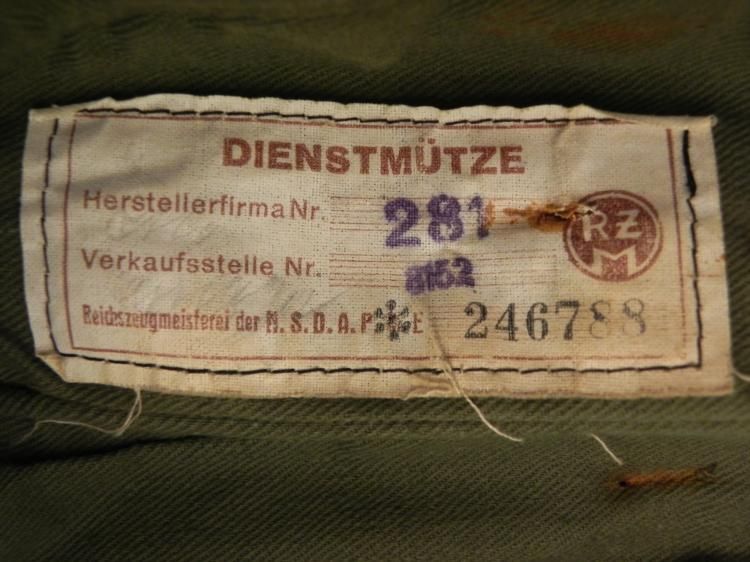 DIENSTMÜTZE
Herstellerfirma Nr. 281
RZM
Verkaufsstelle Nr. 8152
Reichszeugmeisterei der N.S.D.A.P * E 246788